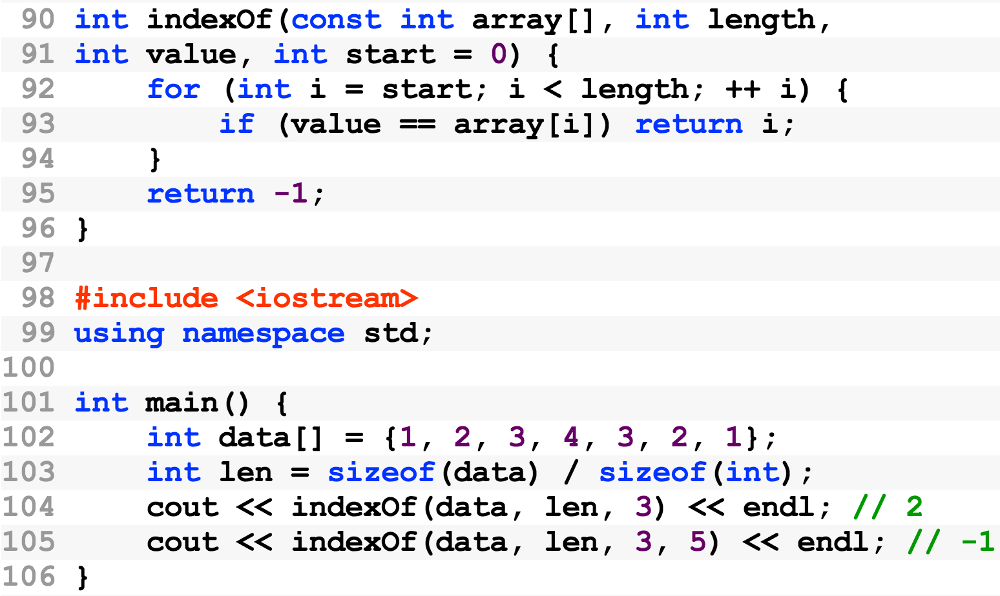 90 int indexOf(const int array[], int length,
91 int value, int start = 0) {
92     for (int i = start; i < length; ++ i) {
93         if (value == array[i]) return i;
94     }
95     return -1;
96 }
97
98 #include <iostream>
99 using namespace std;
100
101 int main() {
102     int data[] = {1, 2, 3, 4, 3, 2, 1};
103     int len = sizeof(data) / sizeof(int);
104     cout << indexOf(data, len, 3) << endl; // 2
105     cout << indexOf(data, len, 3, 5) << endl; // -1
106 }